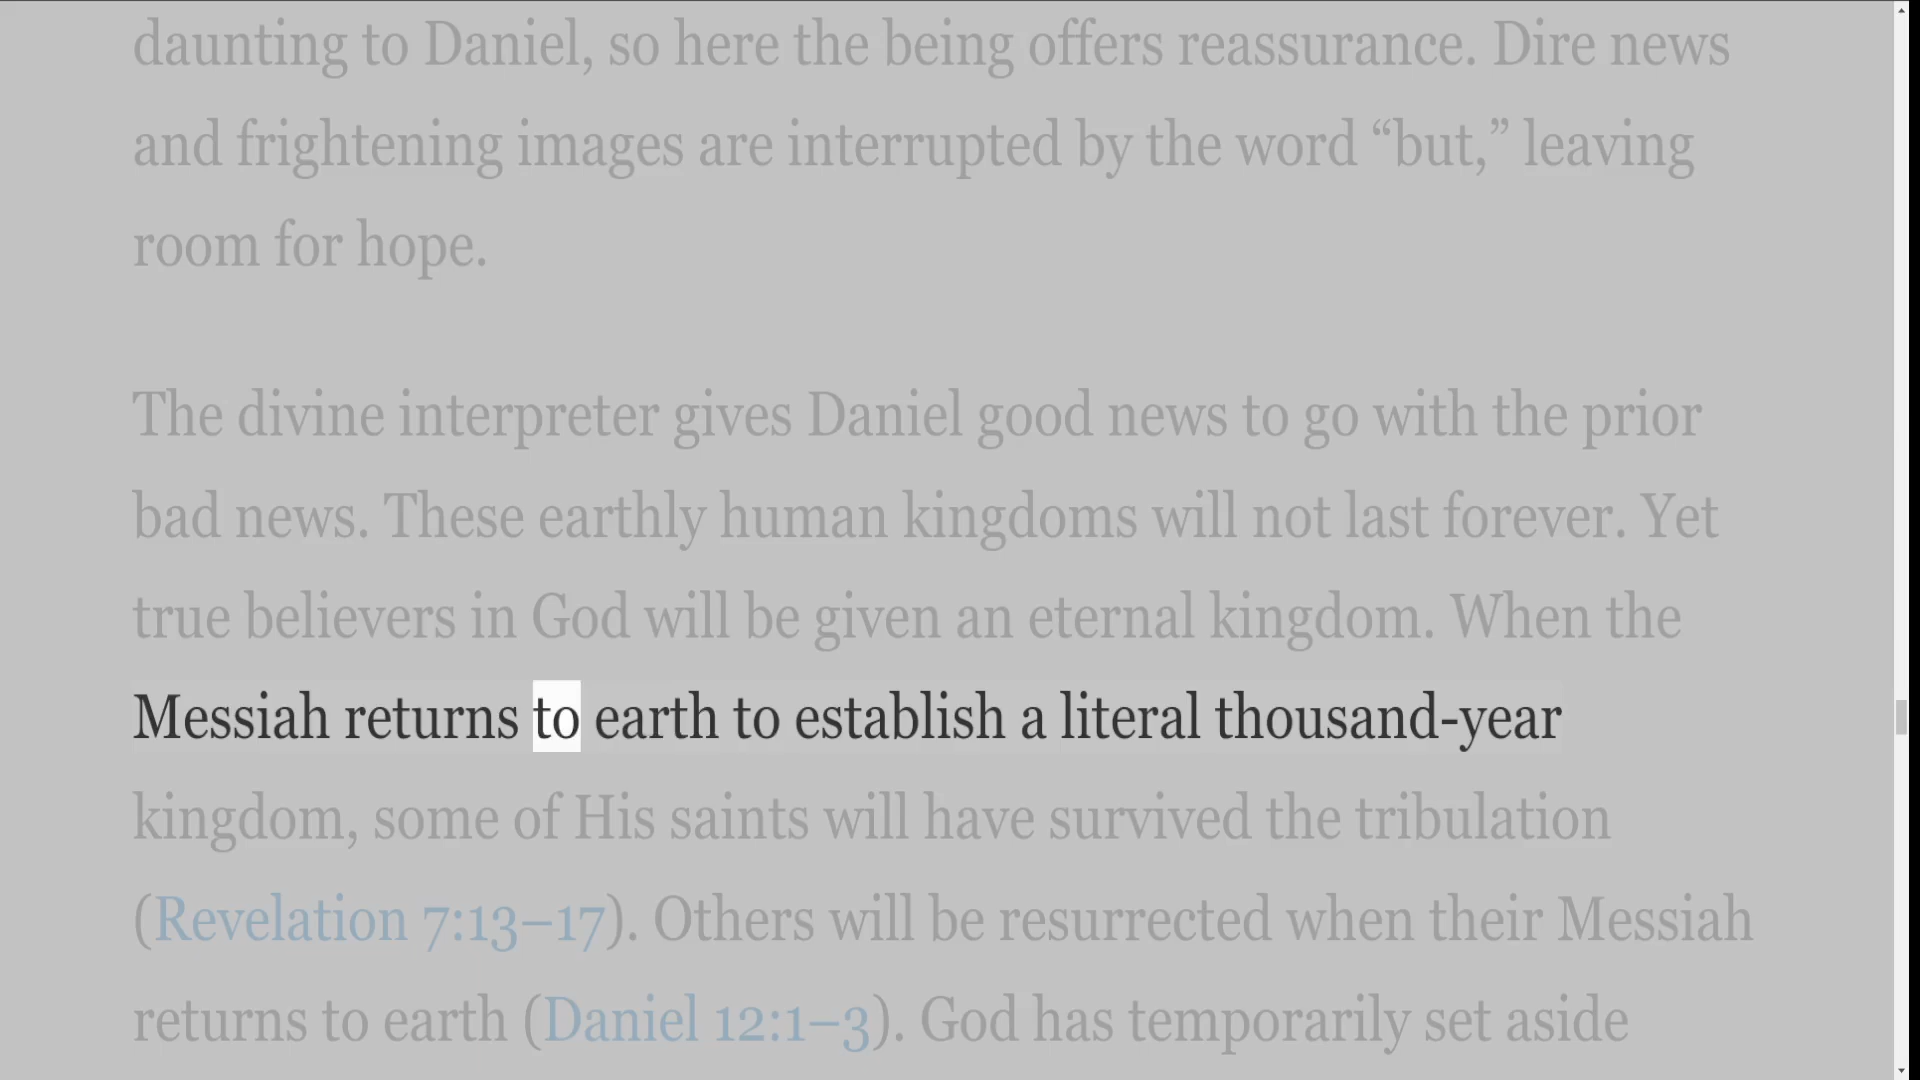 daunting to Daniel, so here the being offers reassurance. Dire news
and frightening images are interrupted by the word “but,” leaving
room for hope.
The divine interpreter gives Daniel good news to go with the prior
bad news. These earthly human kingdoms will not last forever. Yet
true believers in God will be given an eternal kingdom. When the
Messiah returns to earth to establish a literal thousand-year
kingdom, some of His saints will have survived the tribulation
(Revelation 7:13–17). Others will be resurrected when their Messiah
returns to earth (Daniel 12:1–3). God has temporarily set aside